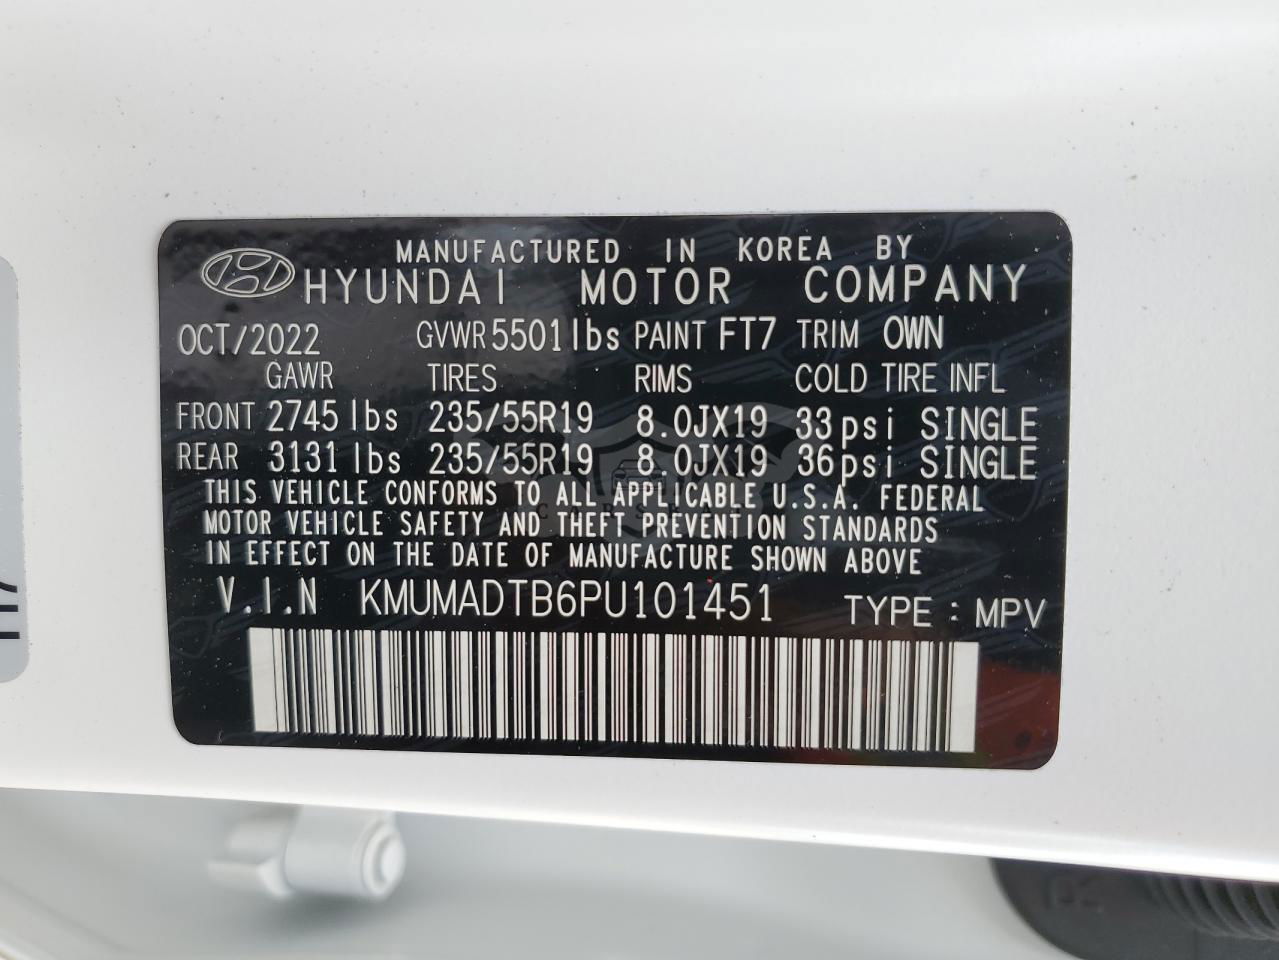 MANUFACTURED IN KOREA BY
HYUNDAI MOTOR COMPANY
OCT/2022 GVWR 5501 lbs PAINT FT7 TRIM OWN
GAWR TIRES RIMS COLD TIRE INFL
FRONT 2745 lbs 235/55R19 8.0JX19 33psi SINGLE
REAR 3131 lbs 235/55R19 8.0JX19 36psi SINGLE
THIS VEHICLE CONFORMS TO ALL APPLICABLE U.S.A. FEDERAL
MOTOR VEHICLE SAFETY AND THEFT PREVENTION STANDARDS
IN EFFECT ON THE DATE OF MANUFACTURE SHOWN ABOVE
V.I.N KMUMADTB6PU101451 TYPE : MPV